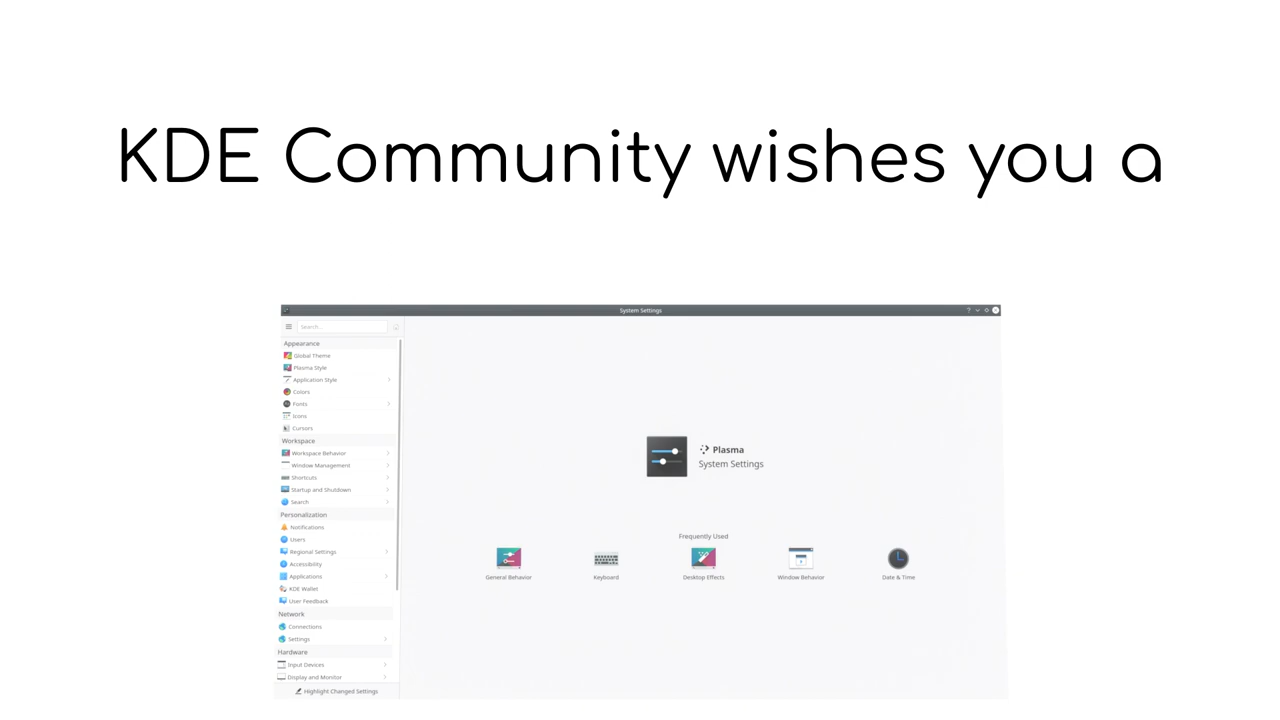 KDE Community wishes you a
System Settings
Search...
Appearance
Global Theme
Plasma Style
Application Style
Colors
Fonts
Icons
Cursors
Workspace
Workspace Behavior
Window Management
Shortcuts
Startup and Shutdown
Search
Personalization
Notifications
Users
Regional Settings
Accessibility
Applications
KDE Wallet
User Feedback
Network
Connections
Settings
Hardware
Input Devices
Display and Monitor
Highlight Changed Settings
Plasma
System Settings
Frequently Used
General Behavior
Keyboard
Desktop Effects
Window Behavior
Date & Time